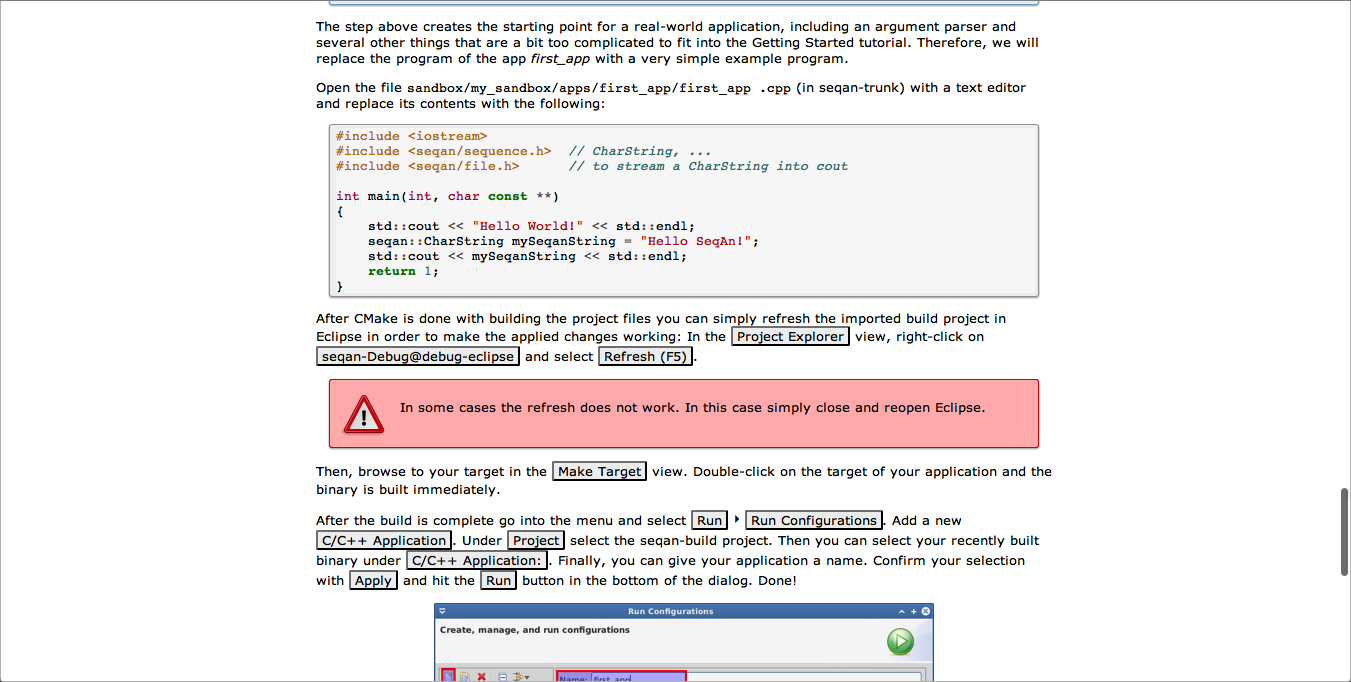 The step above creates the starting point for a real-world application, including an argument parser and
several other things that are a bit too complicated to fit into the Getting Started tutorial. Therefore, we will
replace the program of the app first_app with a very simple example program.
Open the file sandbox/my_sandbox/apps/first_app/first_app .cpp (in seqan-trunk) with a text editor
and replace its contents with the following:
#include <iostream>
#include <seqan/sequence.h>  // CharString, ...
#include <seqan/file.h>      // to stream a CharString into cout
int main(int, char const **)
{
    std::cout << "Hello World!" << std::endl;
    seqan::CharString mySeqanString = "Hello SeqAn!";
    std::cout << mySeqanString << std::endl;
    return 1;
}
After CMake is done with building the project files you can simply refresh the imported build project in
Eclipse in order to make the applied changes working: In the Project Explorer view, right-click on
seqan-Debug@debug-eclipse and select Refresh (F5).
In some cases the refresh does not work. In this case simply close and reopen Eclipse.
Then, browse to your target in the Make Target view. Double-click on the target of your application and the
binary is built immediately.
After the build is complete go into the menu and select Run ‣ Run Configurations. Add a new
C/C++ Application. Under Project select the seqan-build project. Then you can select your recently built
binary under C/C++ Application:. Finally, you can give your application a name. Confirm your selection
with Apply and hit the Run button in the bottom of the dialog. Done!
Run Configurations
Create, manage, and run configurations
Name: first_app